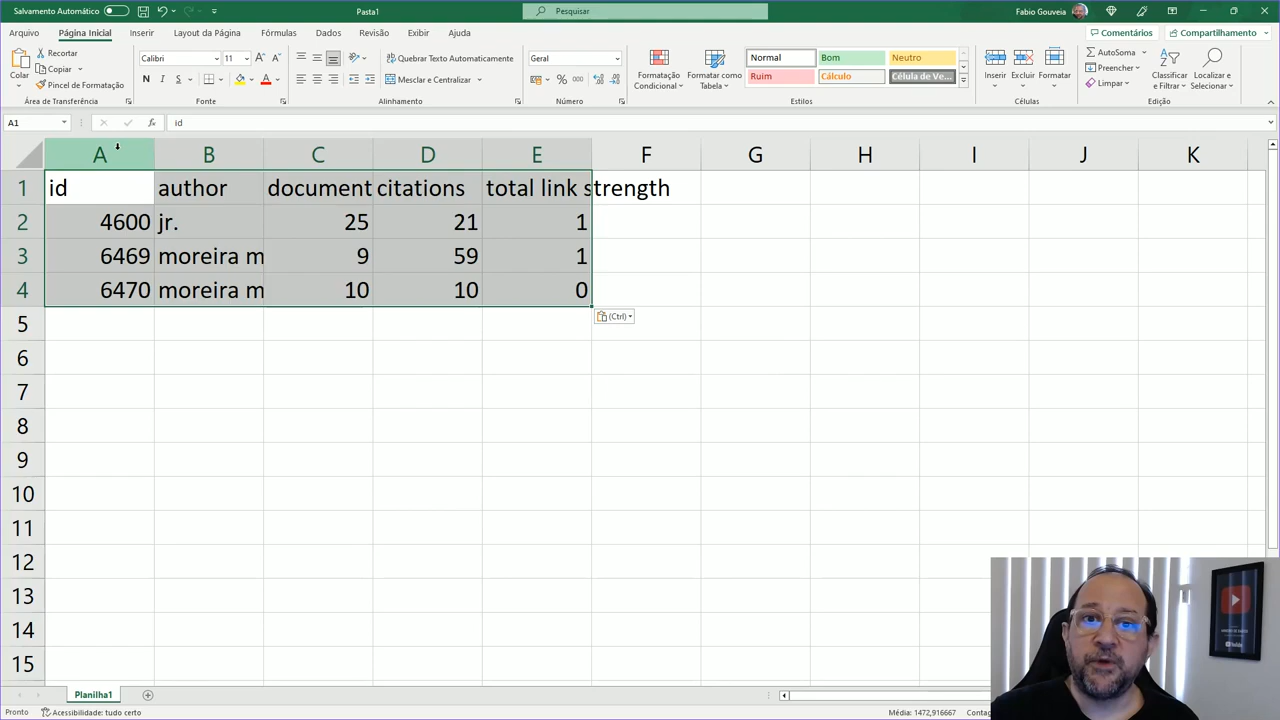 Salvamento Automático
Pasta1
Pesquisar
Fabio Gouveia
Arquivo Página Inicial Inserir Layout da Página Fórmulas Dados Revisão Exibir Ajuda
Comentários Compartilhamento
Colar
Recortar
Copiar
Pincel de Formatação
Área de Transferência
Calibri 11
N I S
Fonte
Quebrar Texto Automaticamente
Mesclar e Centralizar
Alinhamento
Geral
Número
Formatação Condicional
Formatar como Tabela
Normal Bom Neutro
Ruim Cálculo Célula de Ve...
Estilos
Inserir Excluir Formatar
Células
AutoSoma
Preencher
Limpar
Classificar e Filtrar
Localizar e Selecionar
Edição
A1 fx id
A B C D E F G H I J K
1 id author document citations total link strength
2 4600 jr. 25 21 1
3 6469 moreira m 9 59 1
4 6470 moreira m 10 10 0
(Ctrl)
5
6
7
8
9
10
11
12
13
14
15
Planilha1
Pronto Acessibilidade: tudo certo Média: 1472,916667 Contag